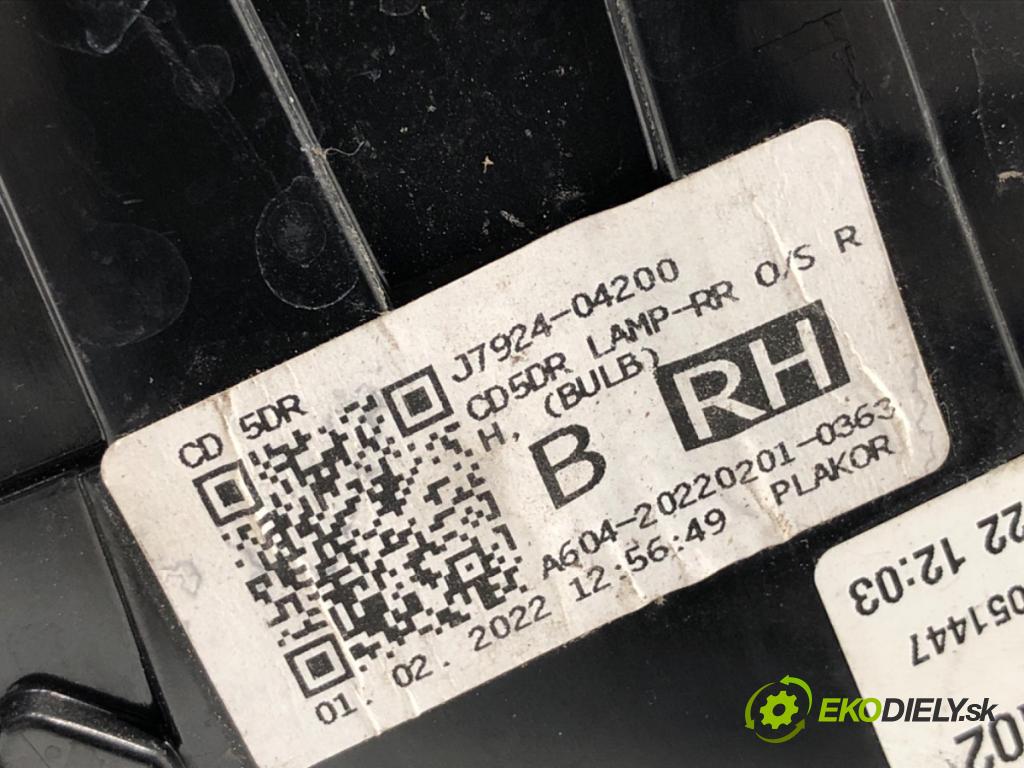 CD 5DR
J7924-04200
CD5DR LAMP-RR O/S R
H, (BULB)
B RH
A604-20220201-0363
01. 02. 2022 12:56:49
PLAKOR
22 12:03
051447
EKODIELY.sk